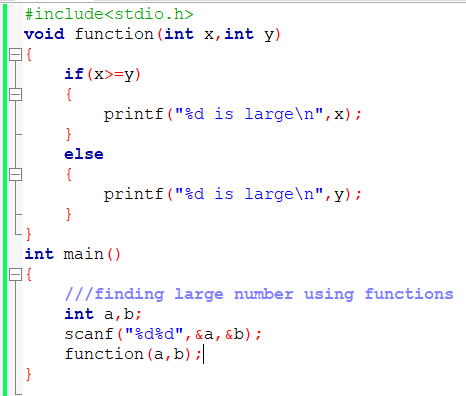 #include<stdio.h>
void function(int x,int y)
{
if(x>=y)
{
printf("%d is large\n",x);
}
else
{
printf("%d is large\n",y);
}
}
int main()
{
///finding large number using functions
int a,b;
scanf("%d%d",&a,&b);
function(a,b);
}